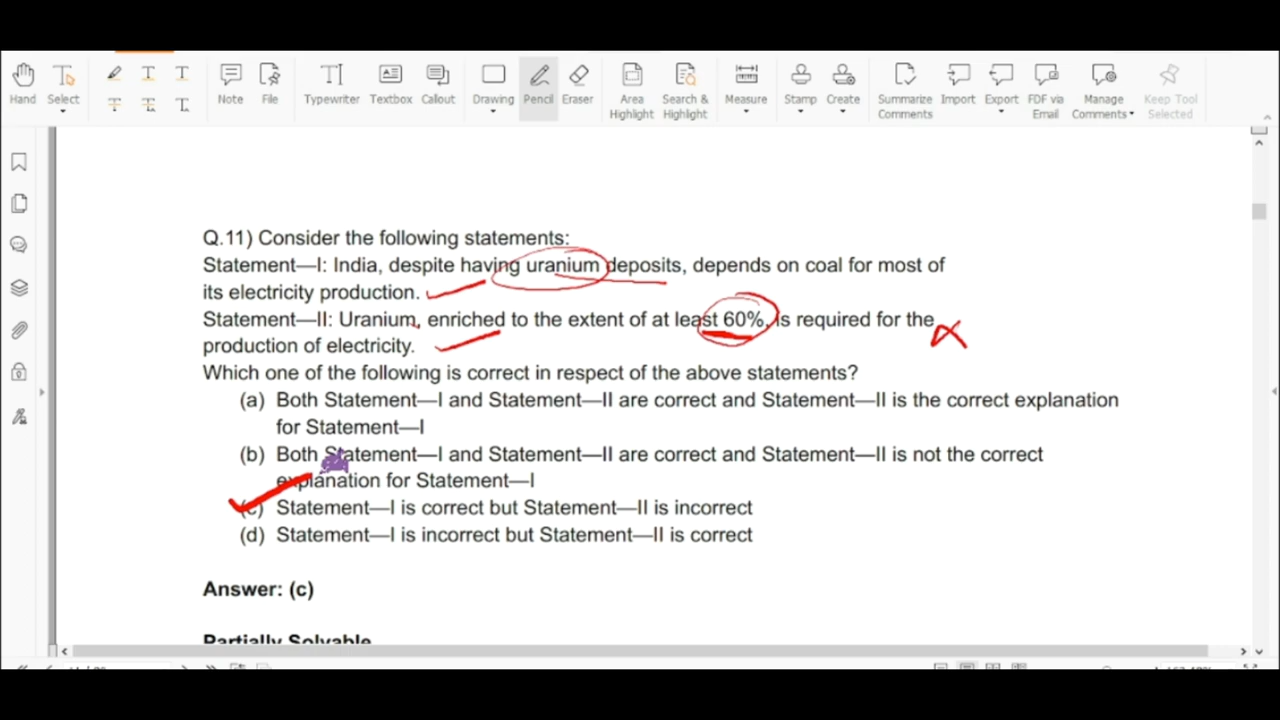 Hand
Select
Note
File
Typewriter
Textbox
Callout
Drawing
Pencil
Eraser
Area
Highlight
Search &
Highlight
Measure
Stamp
Create
Summarize
Comments
Import
Export
FDF via
Email
Manage
Comments
Keep Tool
Selected
Q.11) Consider the following statements:
Statement—I: India, despite having uranium deposits, depends on coal for most of
its electricity production.
Statement—II: Uranium, enriched to the extent of at least 60%, is required for the
production of electricity.
Which one of the following is correct in respect of the above statements?
(a) Both Statement—I and Statement—II are correct and Statement—II is the correct explanation
for Statement—I
(b) Both Statement—I and Statement—II are correct and Statement—II is not the correct
explanation for Statement—I
(c) Statement—I is correct but Statement—II is incorrect
(d) Statement—I is incorrect but Statement—II is correct
Answer: (c)
Partially Solvable